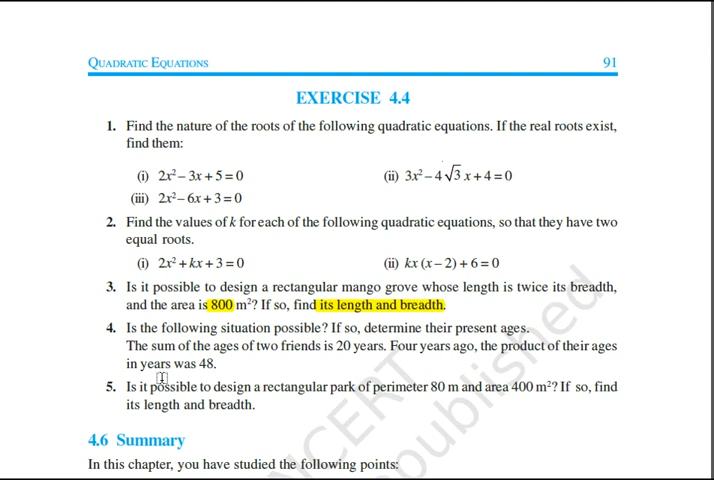 QUADRATIC EQUATIONS 91
EXERCISE 4.4
1. Find the nature of the roots of the following quadratic equations. If the real roots exist,
find them:
(i) 2x² – 3x + 5 = 0 (ii) 3x² – 4√3 x + 4 = 0
(iii) 2x² – 6x + 3 = 0
2. Find the values of k for each of the following quadratic equations, so that they have two
equal roots.
(i) 2x² + kx + 3 = 0 (ii) kx (x – 2) + 6 = 0
3. Is it possible to design a rectangular mango grove whose length is twice its breadth,
and the area is 800 m²? If so, find its length and breadth.
4. Is the following situation possible? If so, determine their present ages.
The sum of the ages of two friends is 20 years. Four years ago, the product of their ages
in years was 48.
5. Is it possible to design a rectangular park of perimeter 80 m and area 400 m²? If so, find
its length and breadth.
4.6 Summary
In this chapter, you have studied the following points:
NCERT
published